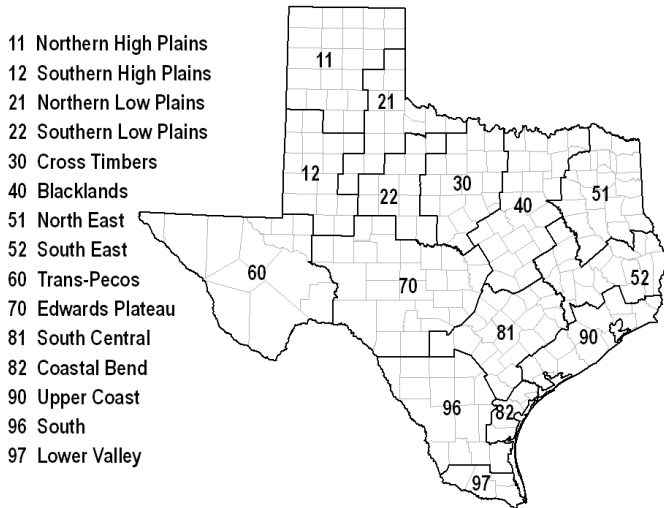 11 Northern High Plains
12 Southern High Plains
21 Northern Low Plains
22 Southern Low Plains
30 Cross Timbers
40 Blacklands
51 North East
52 South East
60 Trans-Pecos
70 Edwards Plateau
81 South Central
82 Coastal Bend
90 Upper Coast
96 South
97 Lower Valley
11
21
12
22
30
40
51
60
70
52
81
90
96
82
97